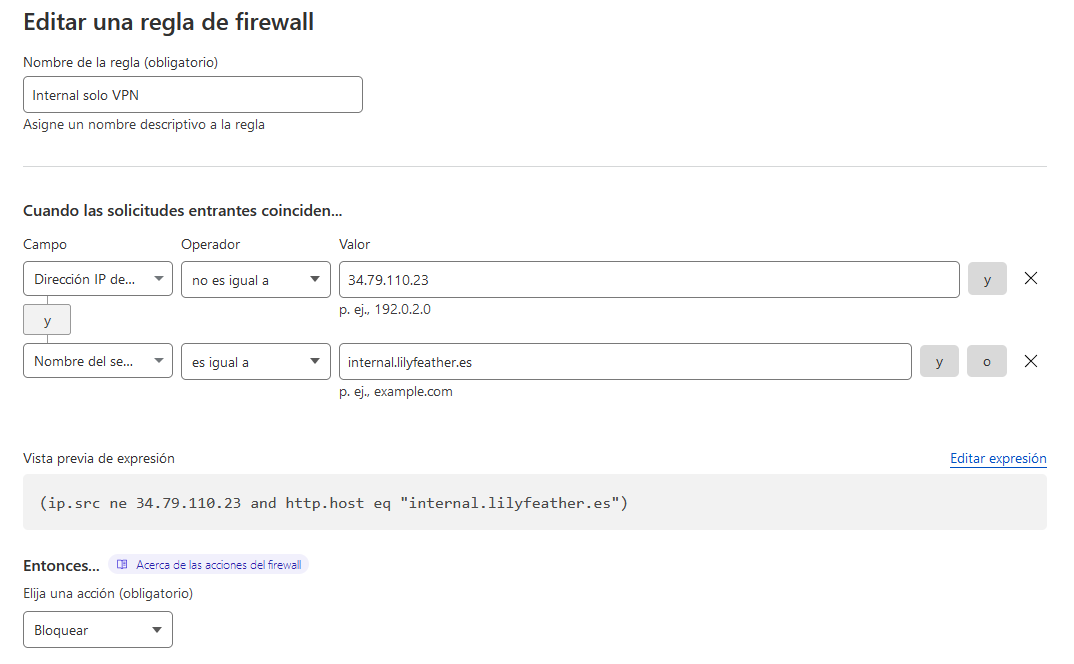 Editar una regla de firewall
Nombre de la regla (obligatorio)
Internal solo VPN
Asigne un nombre descriptivo a la regla
Cuando las solicitudes entrantes coinciden...
Campo Operador Valor
Dirección IP de... no es igual a 34.79.110.23 y
p. ej., 192.0.2.0
y
Nombre del se... es igual a internal.lilyfeather.es y o
p. ej., example.com
Vista previa de expresión Editar expresión
(ip.src ne 34.79.110.23 and http.host eq "internal.lilyfeather.es")
Entonces... Acerca de las acciones del firewall
Elija una acción (obligatorio)
Bloquear